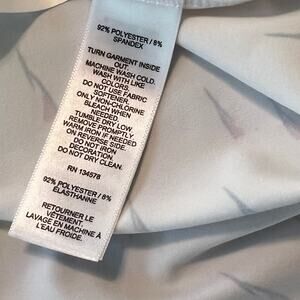 92% POLYESTER / 8%
SPANDEX
TURN GARMENT INSIDE
OUT.
MACHINE WASH COLD.
WASH WITH LIKE
COLORS.
DO NOT USE FABRIC
SOFTENER.
ONLY NON-CHLORINE
BLEACH WHEN
NEEDED.
TUMBLE DRY LOW.
REMOVE PROMPTLY.
WARM IRON IF NEEDED
ON REVERSE SIDE.
DO NOT IRON
DECORATION.
DO NOT DRY CLEAN.
RN 134578
92% POLYESTER / 8%
ÉLASTHANNE
RETOURNER LE
VÊTEMENT.
LAVAGE EN MACHINE À
L'EAU FROIDE.